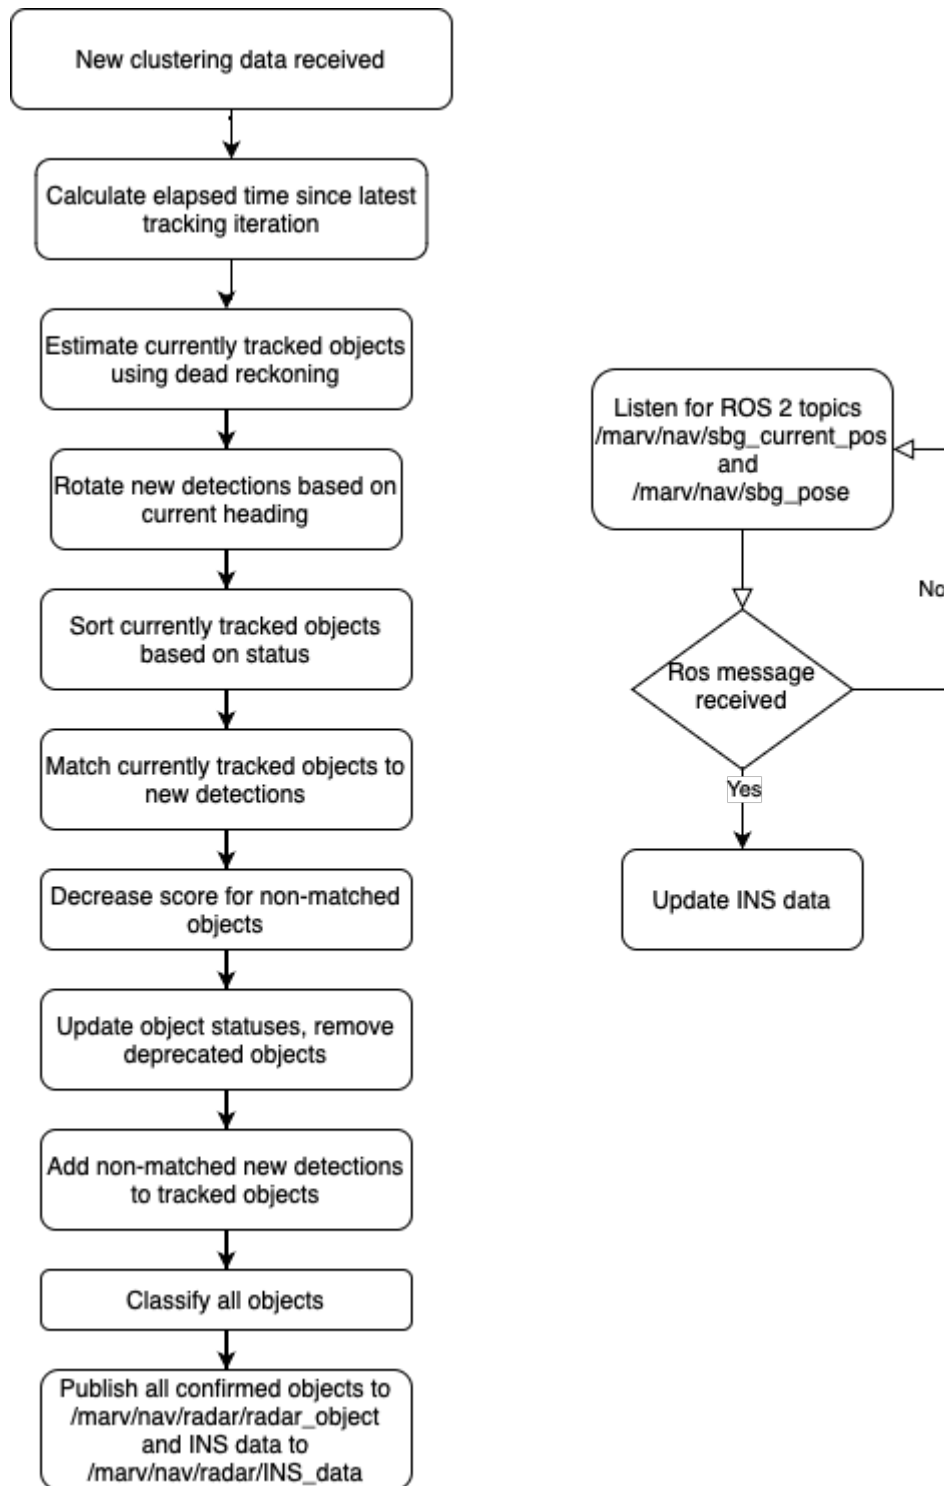 New clustering data received
Calculate elapsed time since latest
tracking iteration
Estimate currently tracked objects
using dead reckoning
Rotate new detections based on
current heading
Sort currently tracked objects
based on status
Match currently tracked objects to
new detections
Decrease score for non-matched
objects
Update object statuses, remove
deprecated objects
Add non-matched new detections
to tracked objects
Classify all objects
Publish all confirmed objects to
/marv/nav/radar/radar_object
and INS data to
/marv/nav/radar/INS_data
Listen for ROS 2 topics
/marv/nav/sbg_current_pos
and
/marv/nav/sbg_pose
No
Ros message
received
Yes
Update INS data